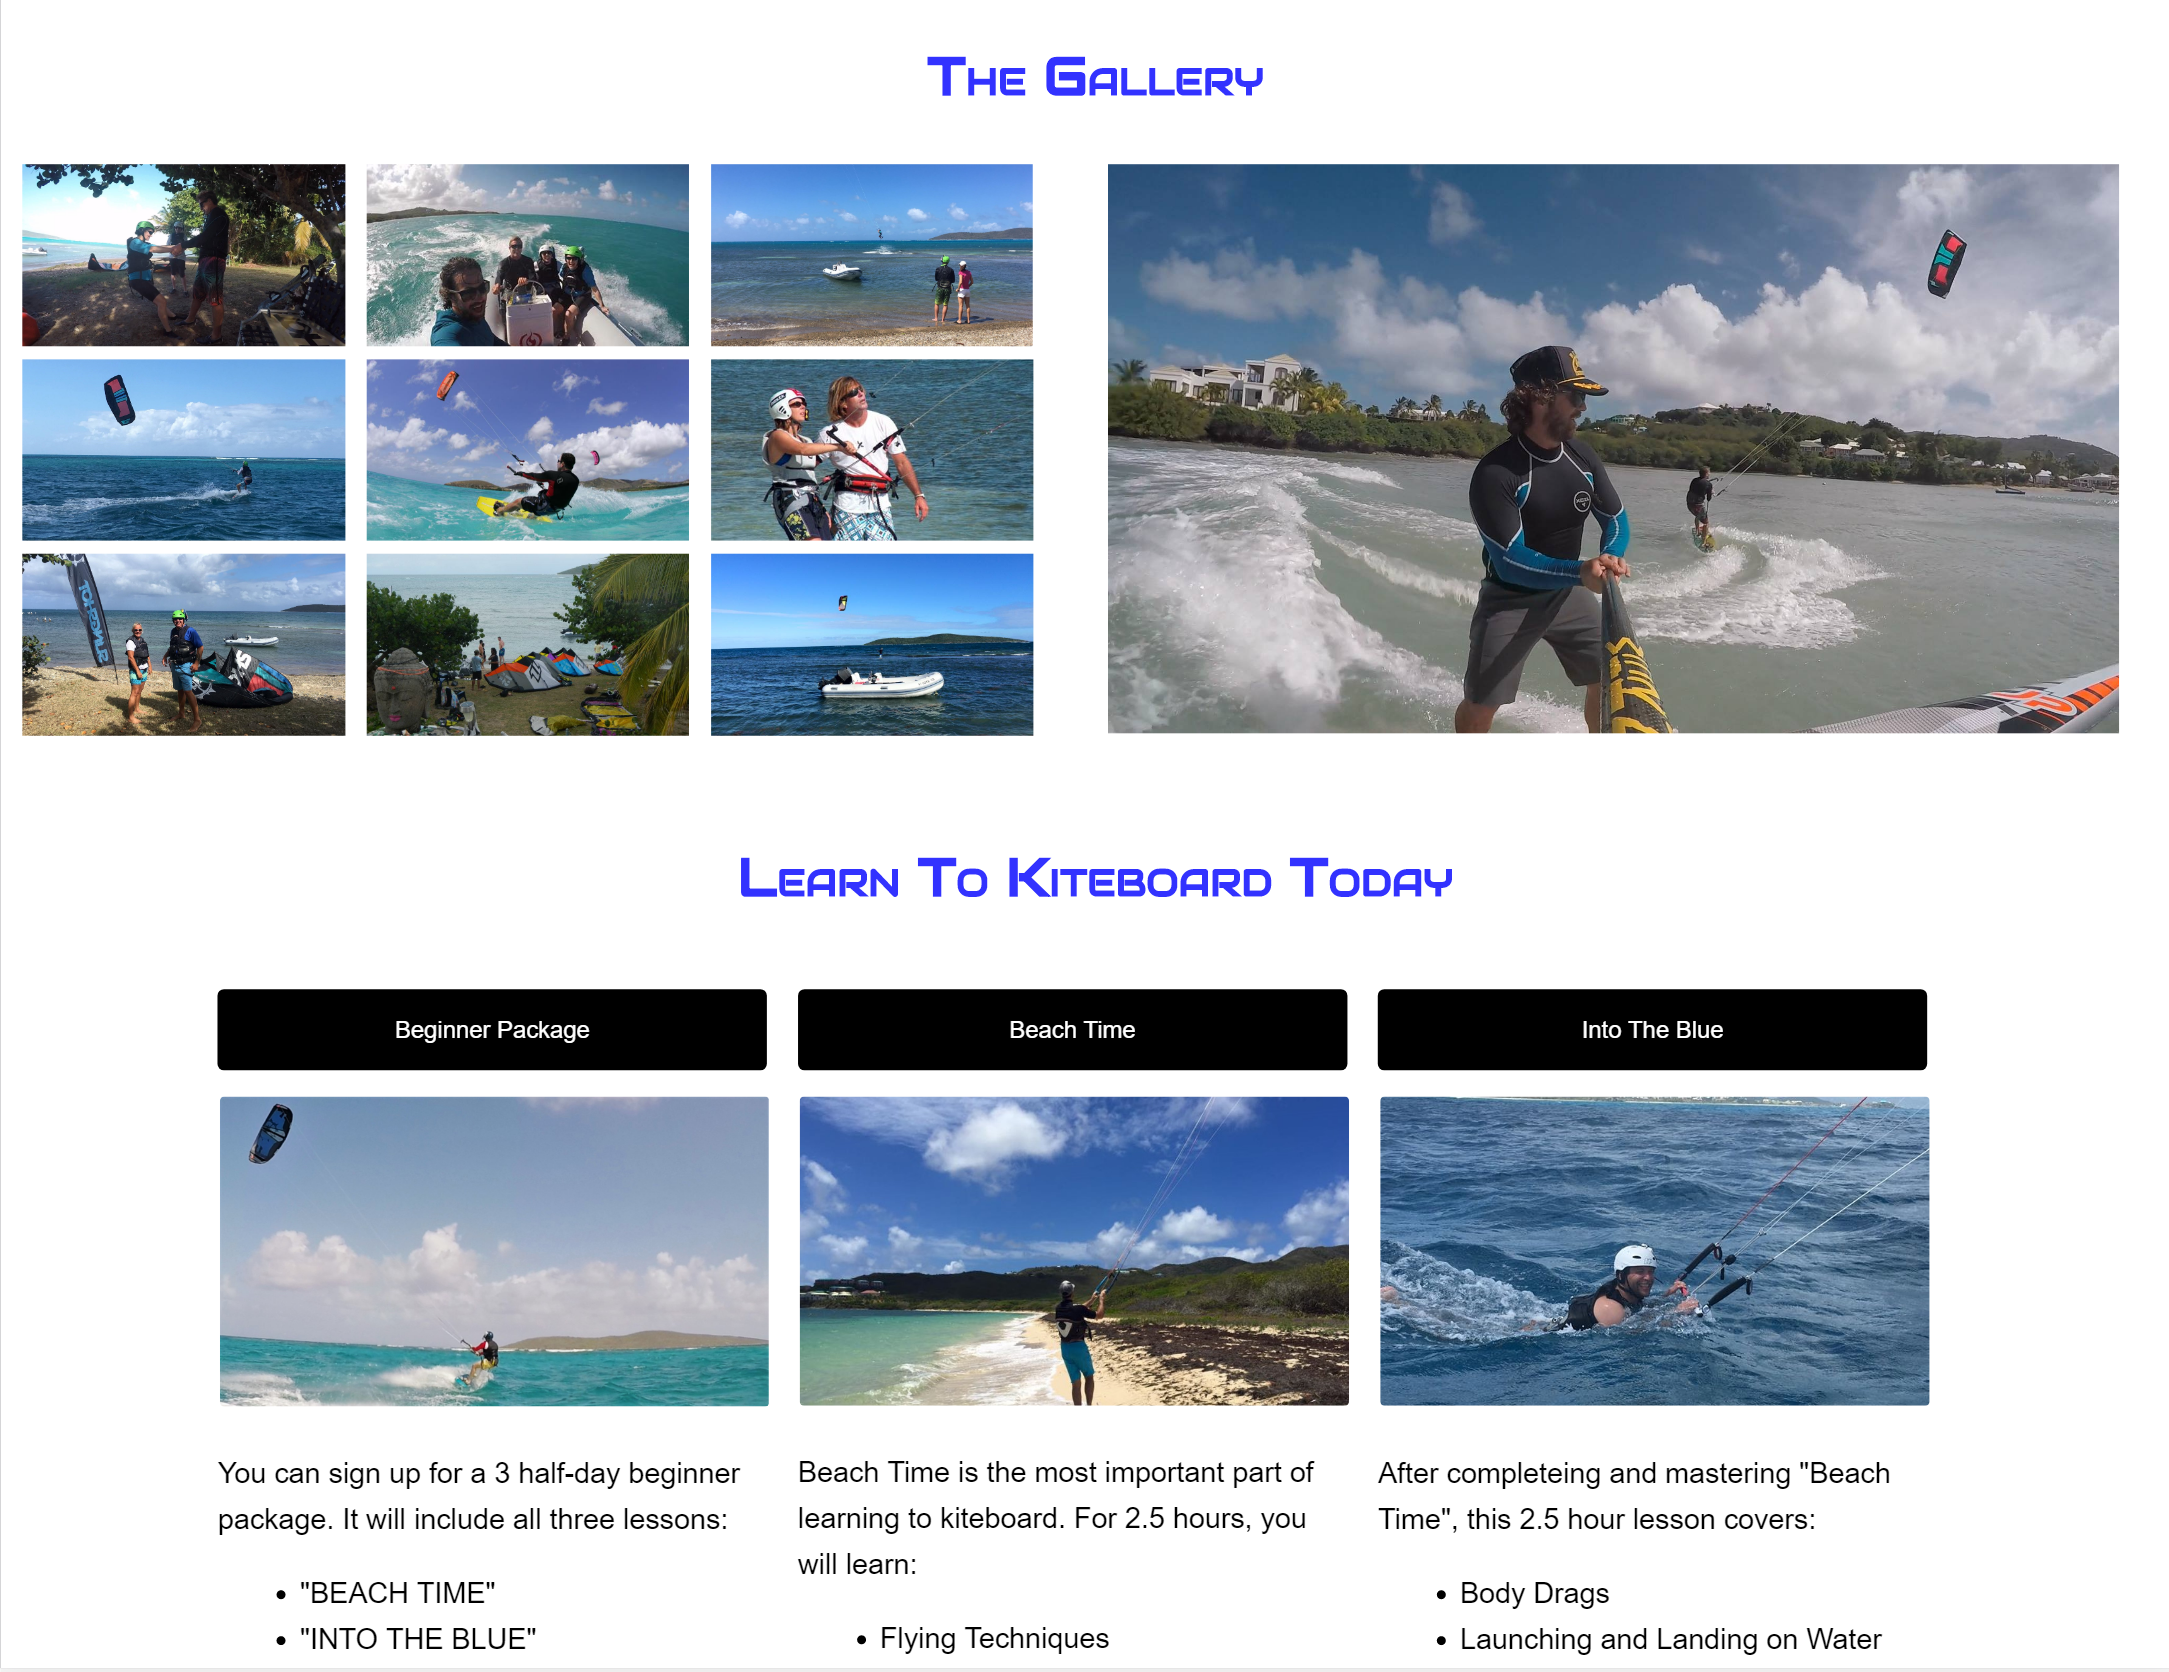 The Gallery
Learn To Kiteboard Today
Beginner Package
Beach Time
Into The Blue
You can sign up for a 3 half-day beginner
package. It will include all three lessons:
• "BEACH TIME"
• "INTO THE BLUE"
Beach Time is the most important part of
learning to kiteboard. For 2.5 hours, you
will learn:
• Flying Techniques
After completeing and mastering "Beach
Time", this 2.5 hour lesson covers:
• Body Drags
• Launching and Landing on Water